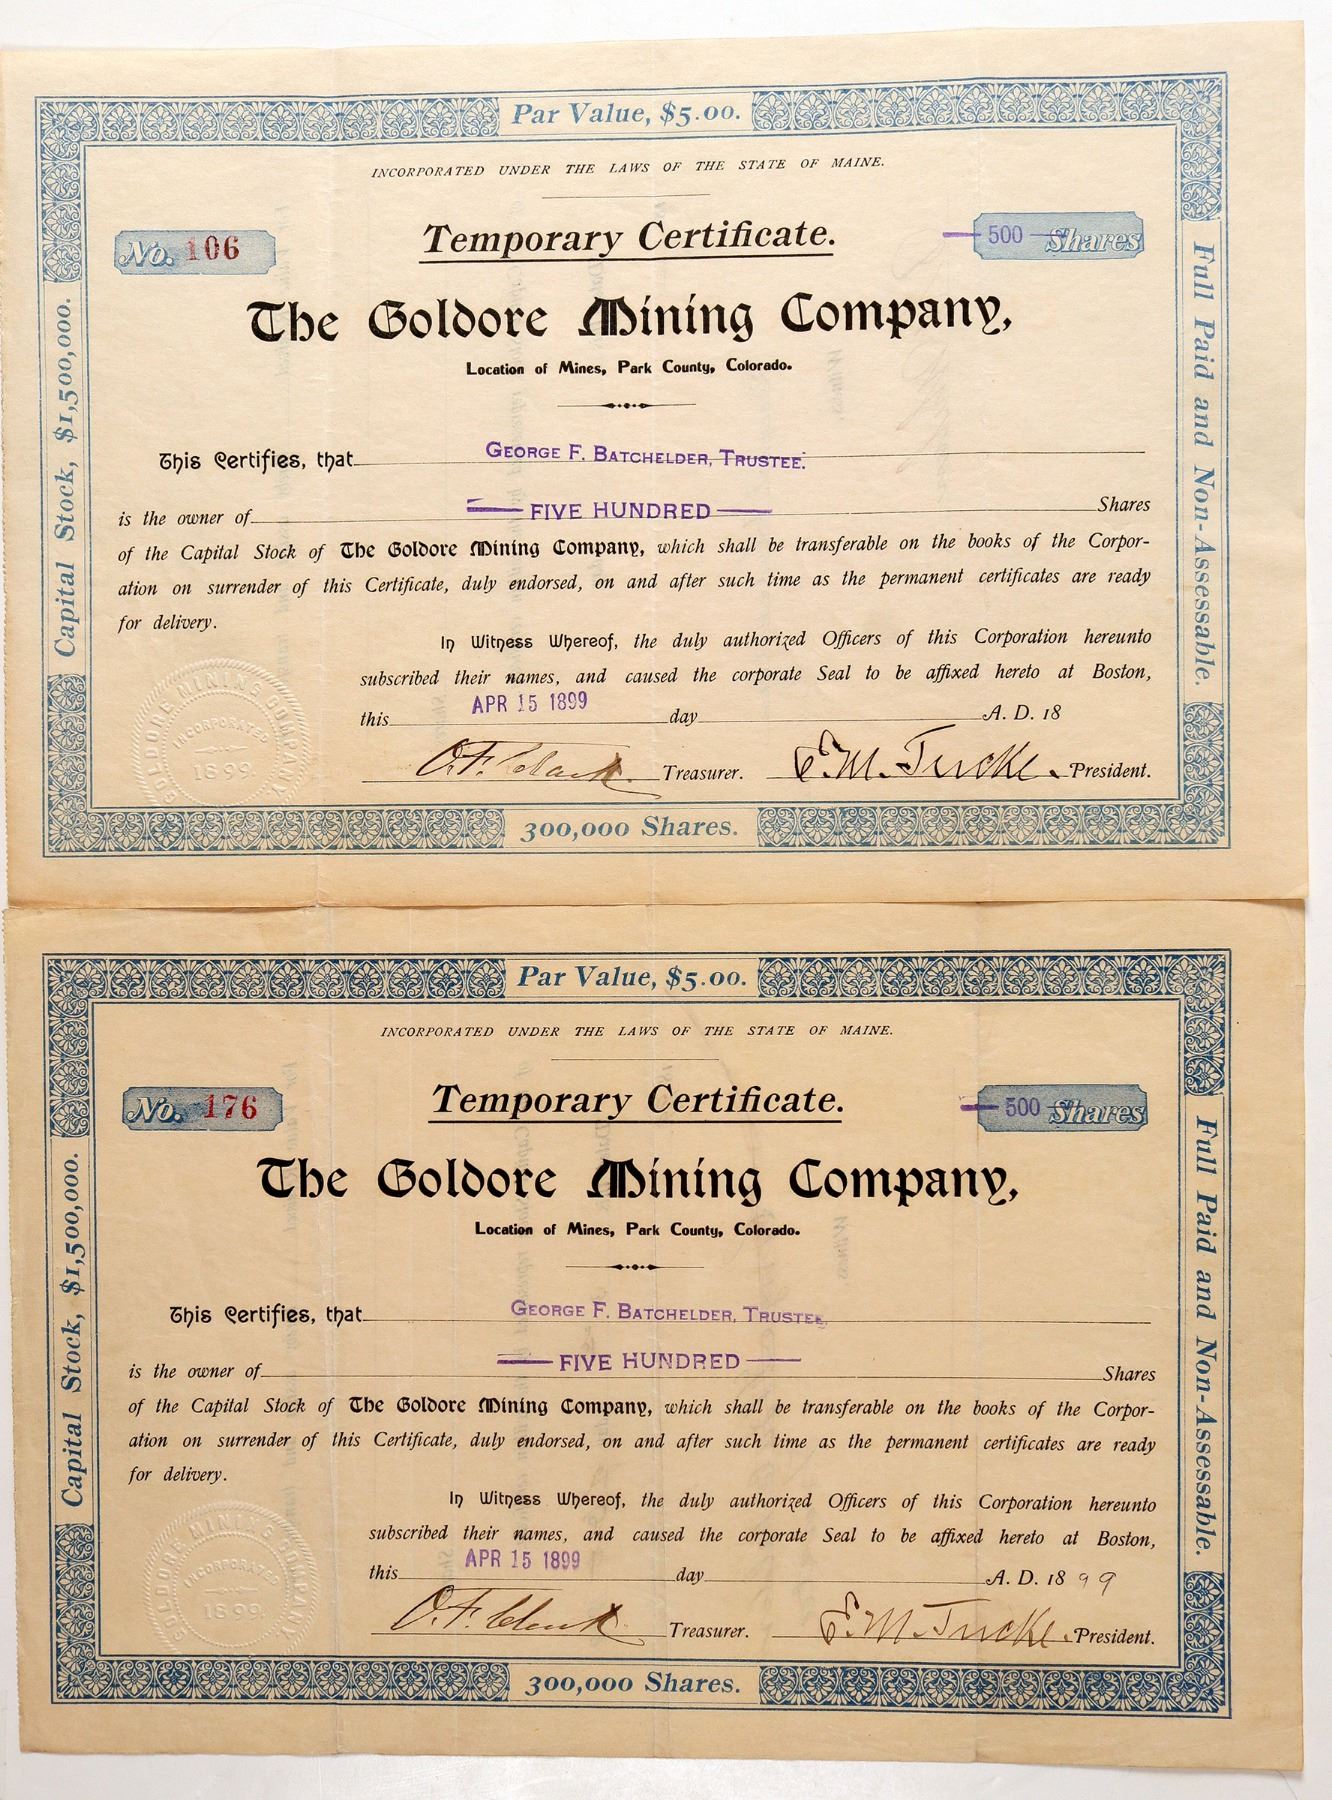 Par Value, $5.00.
INCORPORATED UNDER THE LAWS OF THE STATE OF MAINE.
No. 106
Temporary Certificate.
500 Shares
The Goldore Mining Company,
Location of Mines, Park County, Colorado.
Capital Stock, $1,500,000.
Full Paid and Non-Assessable.
This Certifies, that GEORGE F. BATCHELDER, TRUSTEE.
is the owner of FIVE HUNDRED Shares
of the Capital Stock of The Goldore Mining Company, which shall be transferable on the books of the Corpor-
ation on surrender of this Certificate, duly endorsed, on and after such time as the permanent certificates are ready
for delivery.
In Witness Whereof, the duly authorized Officers of this Corporation hereunto
subscribed their names, and caused the corporate Seal to be affixed hereto at Boston,
this APR 15 1899 day A. D. 18
GOLDORE MINING COMPANY
INCORPORATED
1899
O. F. Clark Treasurer. E. M. Tucke. President.
300,000 Shares.
Par Value, $5.00.
INCORPORATED UNDER THE LAWS OF THE STATE OF MAINE.
No. 176
Temporary Certificate.
500 Shares
The Goldore Mining Company,
Location of Mines, Park County, Colorado.
Capital Stock, $1,500,000.
Full Paid and Non-Assessable.
This Certifies, that GEORGE F. BATCHELDER, TRUSTEE.
is the owner of FIVE HUNDRED Shares
of the Capital Stock of The Goldore Mining Company, which shall be transferable on the books of the Corpor-
ation on surrender of this Certificate, duly endorsed, on and after such time as the permanent certificates are ready
for delivery.
In Witness Whereof, the duly authorized Officers of this Corporation hereunto
subscribed their names, and caused the corporate Seal to be affixed hereto at Boston,
this APR 15 1899 day A. D. 1899
GOLDORE MINING COMPANY
INCORPORATED
1899
O. F. Clark Treasurer. E. M. Tucke. President.
300,000 Shares.